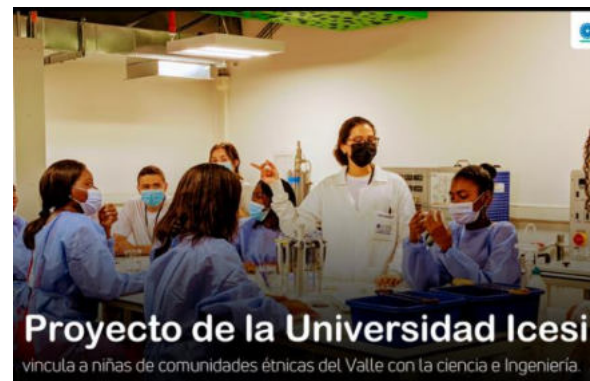 Proyecto de la Universidad Icesi
vincula a niñas de comunidades étnicas del Valle con la ciencia e Ingeniería.